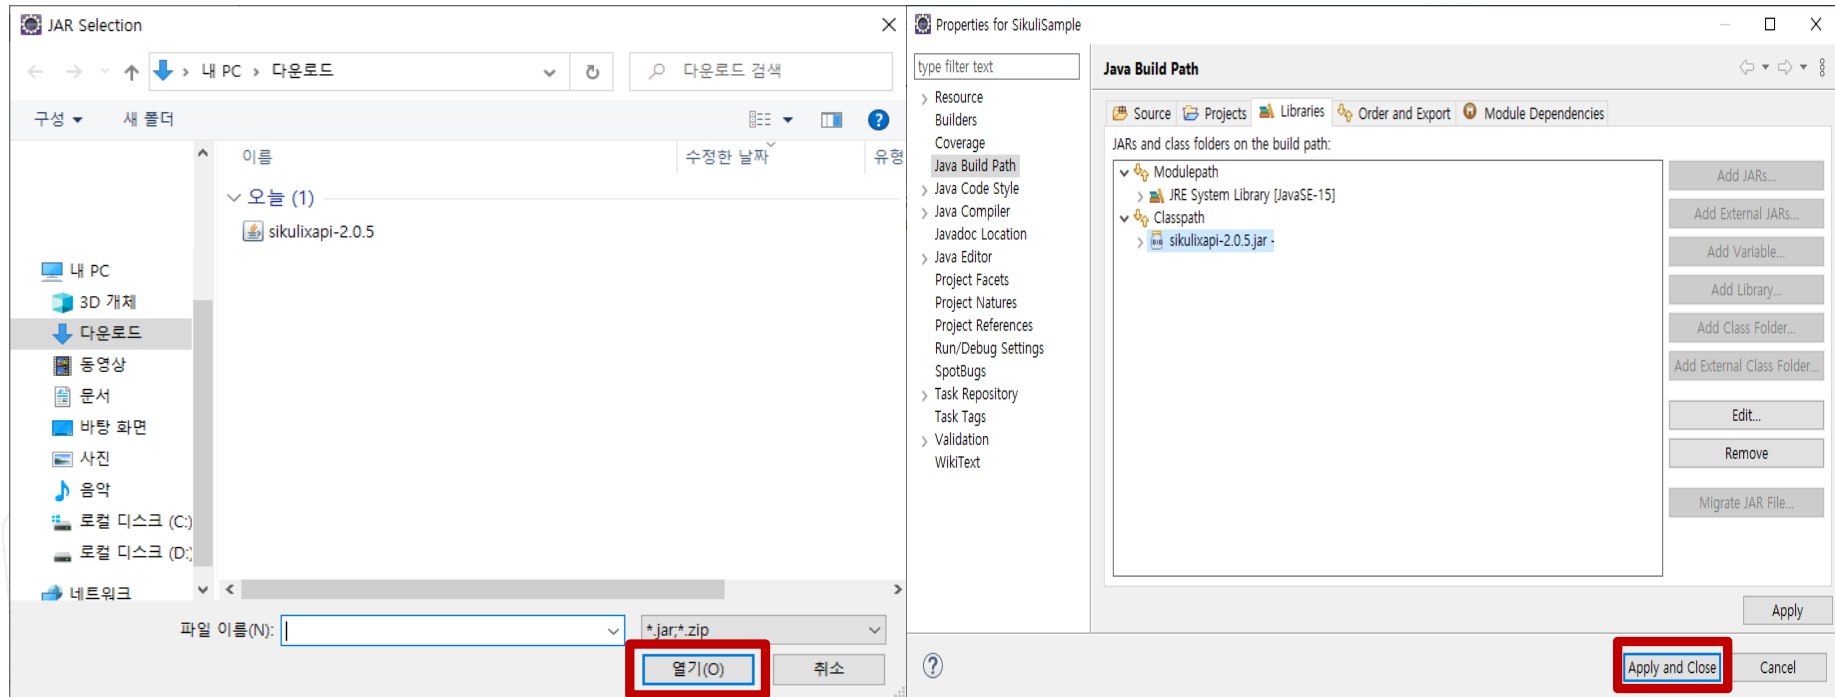 JAR Selection
내 PC > 다운로드
다운로드 검색
구성
새 폴더
이름
수정한 날짜
유형
오늘 (1)
sikulixapi-2.0.5
내 PC
3D 개체
다운로드
동영상
문서
바탕 화면
사진
음악
로컬 디스크 (C:)
로컬 디스크 (D:)
네트워크
파일 이름(N):
*.jar;*.zip
열기(O)
취소
Properties for SikuliSample
type filter text
Resource
Builders
Coverage
Java Build Path
Java Code Style
Java Compiler
Javadoc Location
Java Editor
Project Facets
Project Natures
Project References
Run/Debug Settings
SpotBugs
Task Repository
Task Tags
Validation
WikiText
Java Build Path
Source
Projects
Libraries
Order and Export
Module Dependencies
JARs and class folders on the build path:
Modulepath
JRE System Library [JavaSE-15]
Classpath
sikulixapi-2.0.5.jar -
Add JARs...
Add External JARs...
Add Variable...
Add Library...
Add Class Folder...
Add External Class Folder...
Edit...
Remove
Migrate JAR File...
Apply
Apply and Close
Cancel